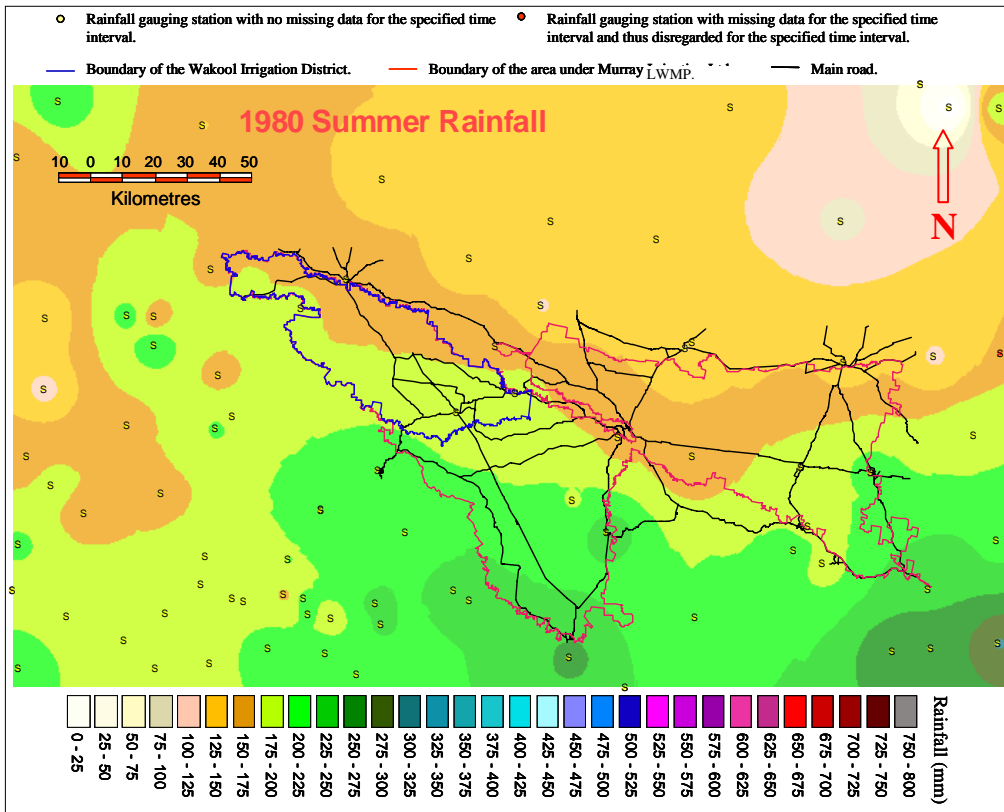 Rainfall gauging station with no missing data for the specified time
interval.
Rainfall gauging station with missing data for the specified time
interval and thus disregarded for the specified time interval.
Boundary of the Wakool Irrigation District.
Boundary of the area under Murray
LWMP.
Main road.
1980 Summer Rainfall
10 0 10 20 30 40 50
Kilometres
N
0 - 25
25 - 50
50 - 75
75 - 100
100 - 125
125 - 150
150 - 175
175 - 200
200 - 225
225 - 250
250 - 275
275 - 300
300 - 325
325 - 350
350 - 375
375 - 400
400 - 425
425 - 450
450 - 475
475 - 500
500 - 525
525 - 550
550 - 575
575 - 600
600 - 625
625 - 650
650 - 675
675 - 700
700 - 725
725 - 750
750 - 800
Rainfall (mm)